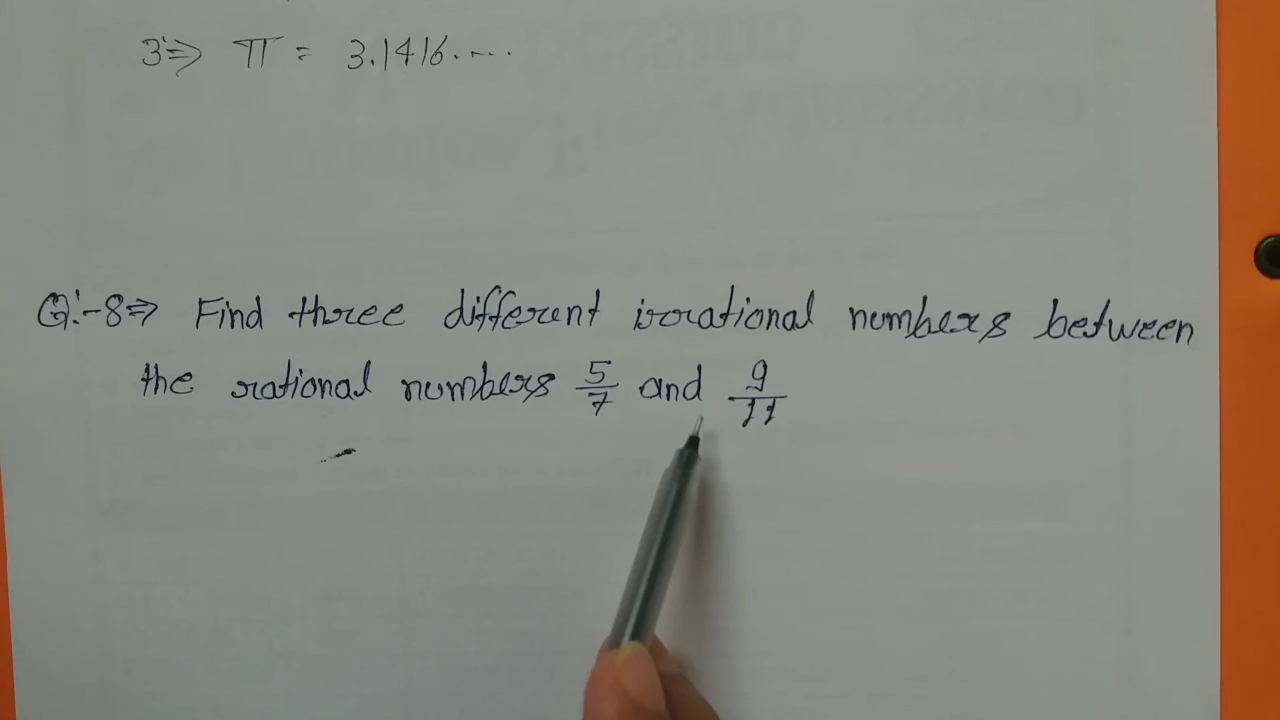 3⇒ π = 3.1416....
Q:-8⇒ Find three different irrational numbers between
the rational numbers 5/7 and 9/11